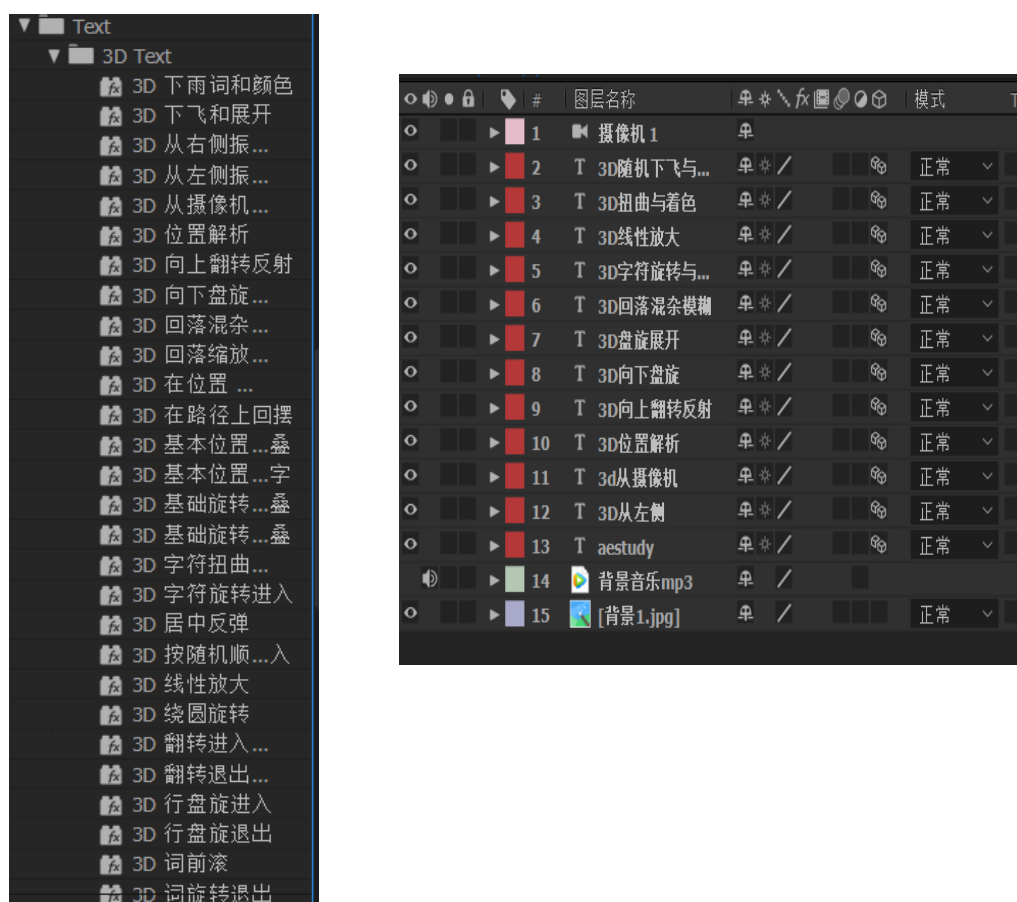 Text
3D Text
3D 下雨词和颜色
3D 下飞和展开
3D 从右侧振...
3D 从左侧振...
3D 从摄像机...
3D 位置解析
3D 向上翻转反射
3D 向下盘旋...
3D 回落混杂...
3D 回落缩放...
3D 在位置 ...
3D 在路径上回摆
3D 基本位置...叠
3D 基本位置...字
3D 基础旋转...叠
3D 基础旋转...叠
3D 字符扭曲...
3D 字符旋转进入
3D 居中反弹
3D 按随机顺...入
3D 线性放大
3D 绕圆旋转
3D 翻转进入...
3D 翻转退出...
3D 行盘旋进入
3D 行盘旋退出
3D 词前滚
3D 词旋转退出
# 图层名称 fx 模式 T
1 摄像机 1
2 T 3D随机下飞与... 正常
3 T 3D扭曲与着色 正常
4 T 3D线性放大 正常
5 T 3D字符旋转与... 正常
6 T 3D回落混杂模糊 正常
7 T 3D盘旋展开 正常
8 T 3D向下盘旋 正常
9 T 3D向上翻转反射 正常
10 T 3D位置解析 正常
11 T 3d从摄像机 正常
12 T 3D从左侧 正常
13 T aestudy 正常
14 背景音乐mp3
15 [背景1.jpg] 正常